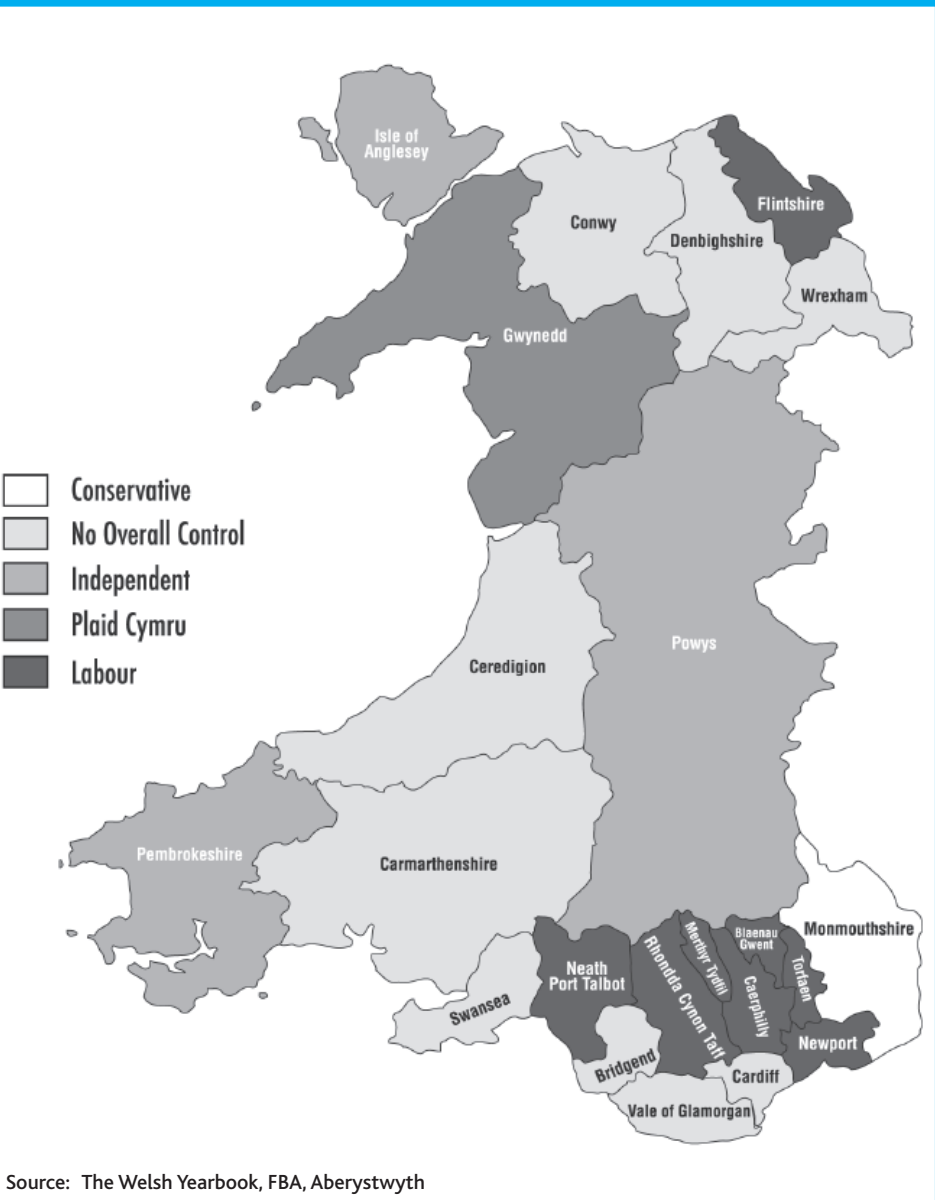 Isle of
Anglesey
Conwy
Denbighshire
Flintshire
Wrexham
Gwynedd
Conservative
No Overall Control
Independent
Plaid Cymru
Labour
Powys
Ceredigion
Pembrokeshire
Carmarthenshire
Swansea
Neath
Port Talbot
Bridgend
Rhondda Cynon Taff
Merthyr Tydfil
Blaenau
Gwent
Caerphilly
Torfaen
Monmouthshire
Newport
Cardiff
Vale of Glamorgan
Source: The Welsh Yearbook, FBA, Aberystwyth